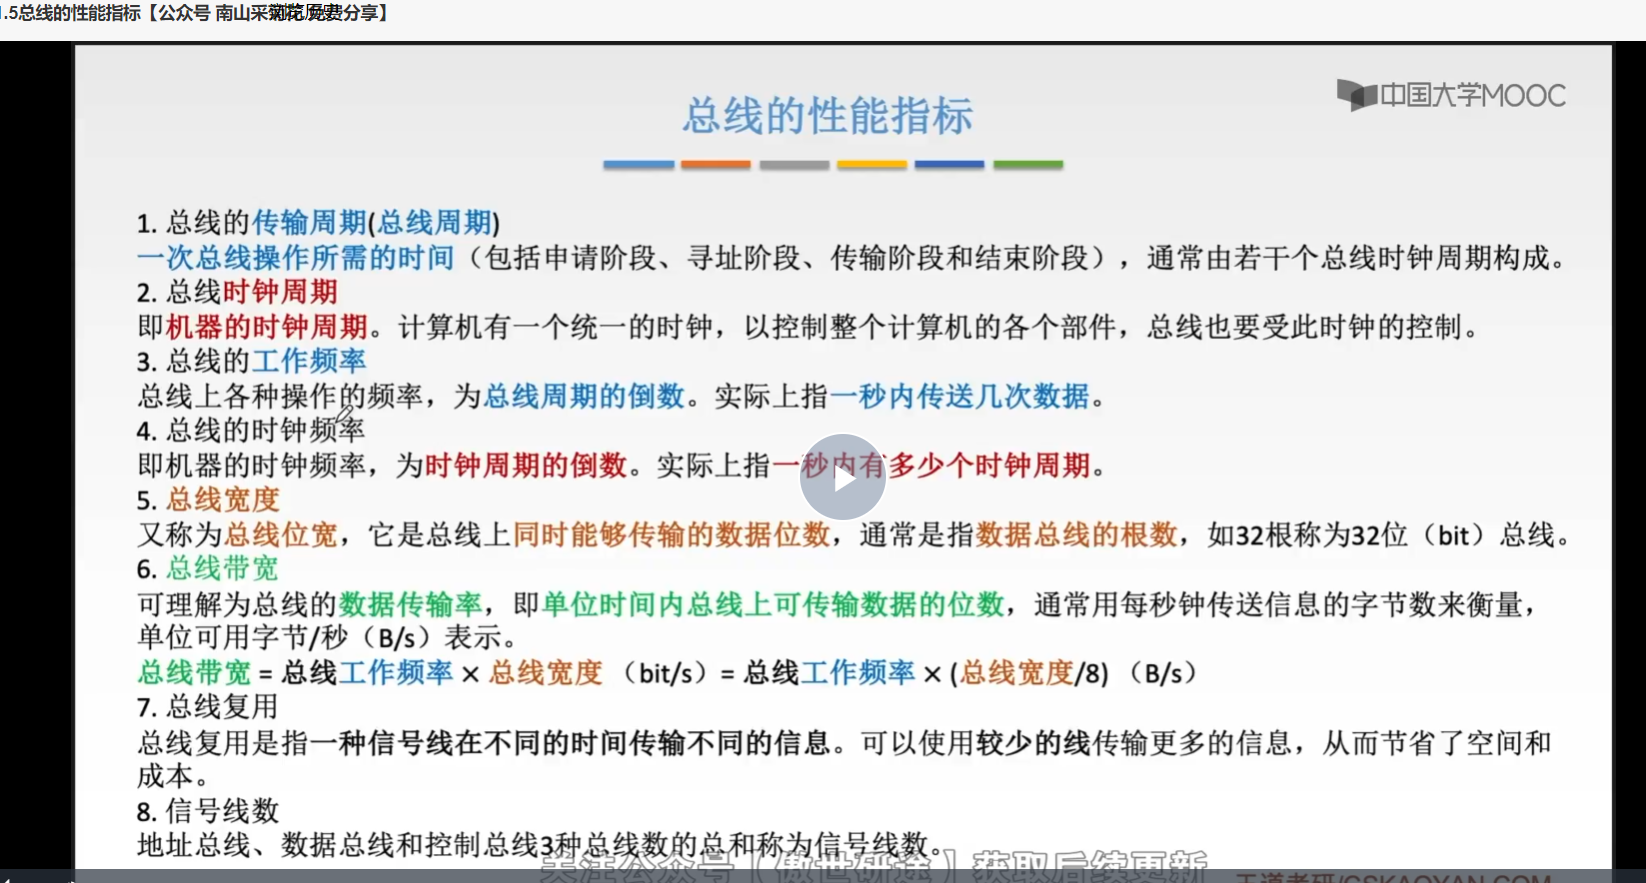 1.5总线的性能指标【公众号 南山采菊花 免费分享】
中国大学MOOC
总线的性能指标
1. 总线的传输周期(总线周期)
一次总线操作所需的时间（包括申请阶段、寻址阶段、传输阶段和结束阶段），通常由若干个总线时钟周期构成。
2. 总线时钟周期
即机器的时钟周期。计算机有一个统一的时钟，以控制整个计算机的各个部件，总线也要受此时钟的控制。
3. 总线的工作频率
总线上各种操作的频率，为总线周期的倒数。实际上指一秒内传送几次数据。
4. 总线的时钟频率
即机器的时钟频率，为时钟周期的倒数。实际上指一秒内有多少个时钟周期。
5. 总线宽度
又称为总线位宽，它是总线上同时能够传输的数据位数，通常是指数据总线的根数，如32根称为32位（bit）总线。
6. 总线带宽
可理解为总线的数据传输率，即单位时间内总线上可传输数据的位数，通常用每秒钟传送信息的字节数来衡量，
单位可用字节/秒（B/s）表示。
总线带宽 = 总线工作频率 × 总线宽度 （bit/s）= 总线工作频率 × (总线宽度/8) （B/s）
7. 总线复用
总线复用是指一种信号线在不同的时间传输不同的信息。可以使用较少的线传输更多的信息，从而节省了空间和
成本。
8. 信号线数
地址总线、数据总线和控制总线3种总线数的总和称为信号线数。
关注公众号【傲世研途】获取后续更新
王道考研/CSKAOYAN.COM